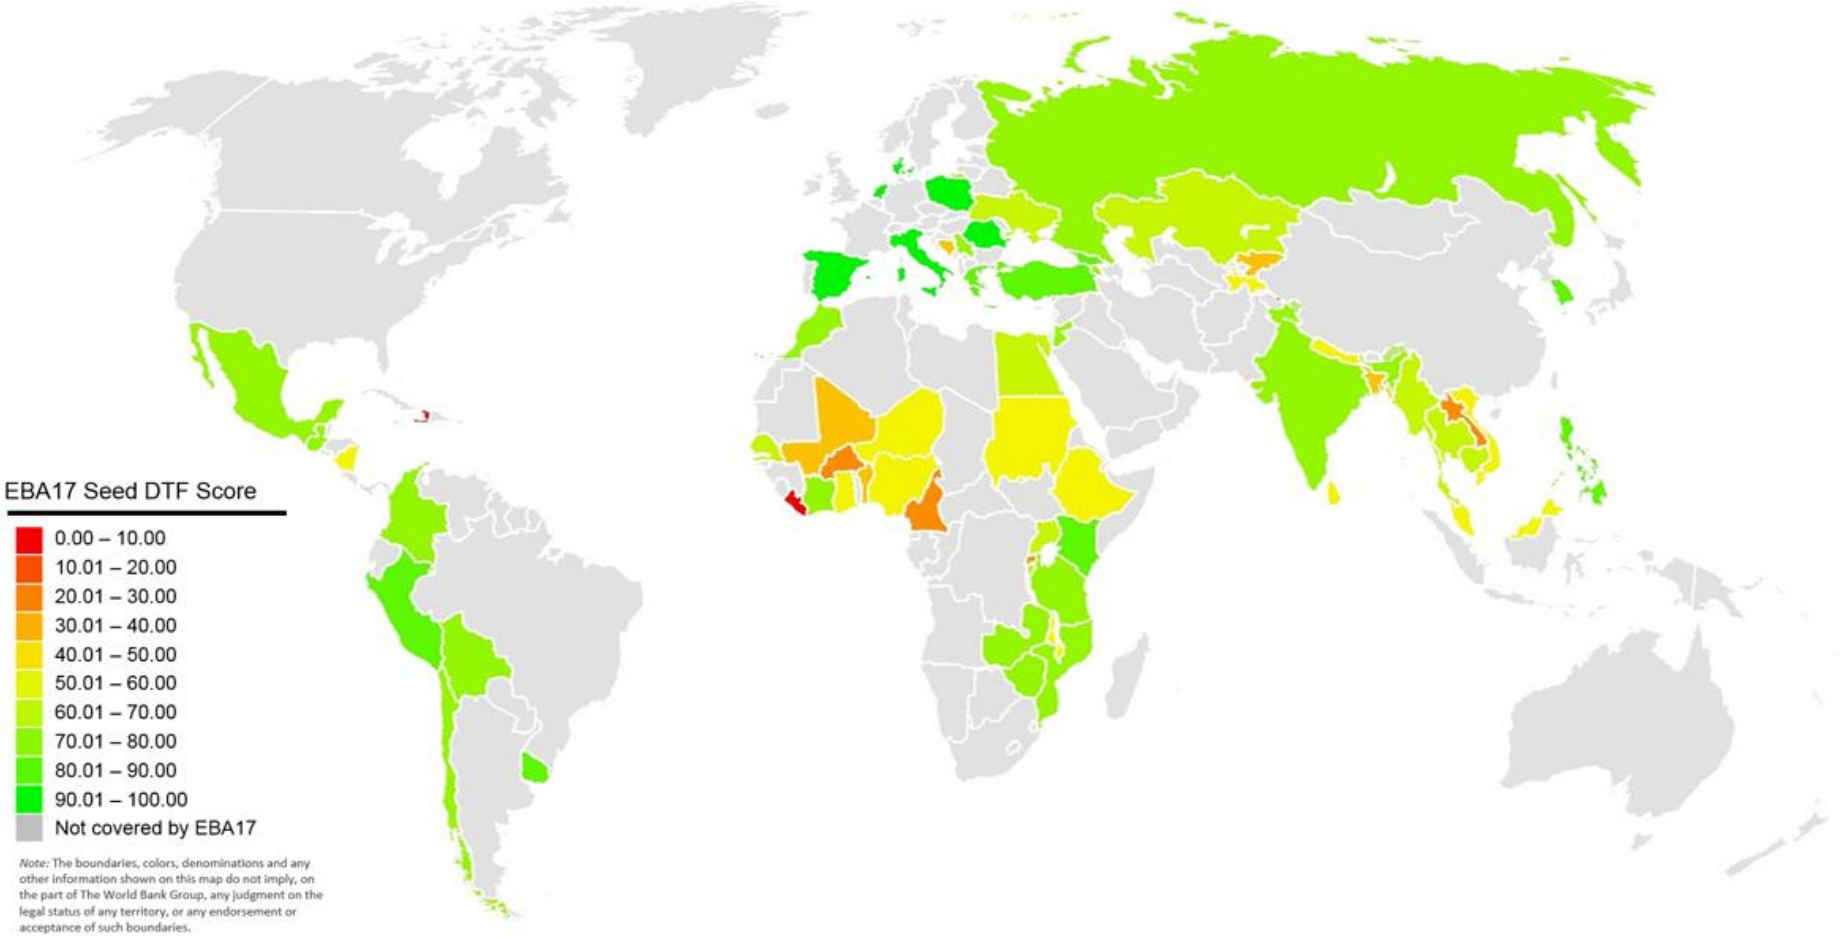 EBA17 Seed DTF Score
0.00 – 10.00
10.01 – 20.00
20.01 – 30.00
30.01 – 40.00
40.01 – 50.00
50.01 – 60.00
60.01 – 70.00
70.01 – 80.00
80.01 – 90.00
90.01 – 100.00
Not covered by EBA17
Note: The boundaries, colors, denominations and any
other information shown on this map do not imply, on
the part of The World Bank Group, any judgment on the
legal status of any territory, or any endorsement or
acceptance of such boundaries.